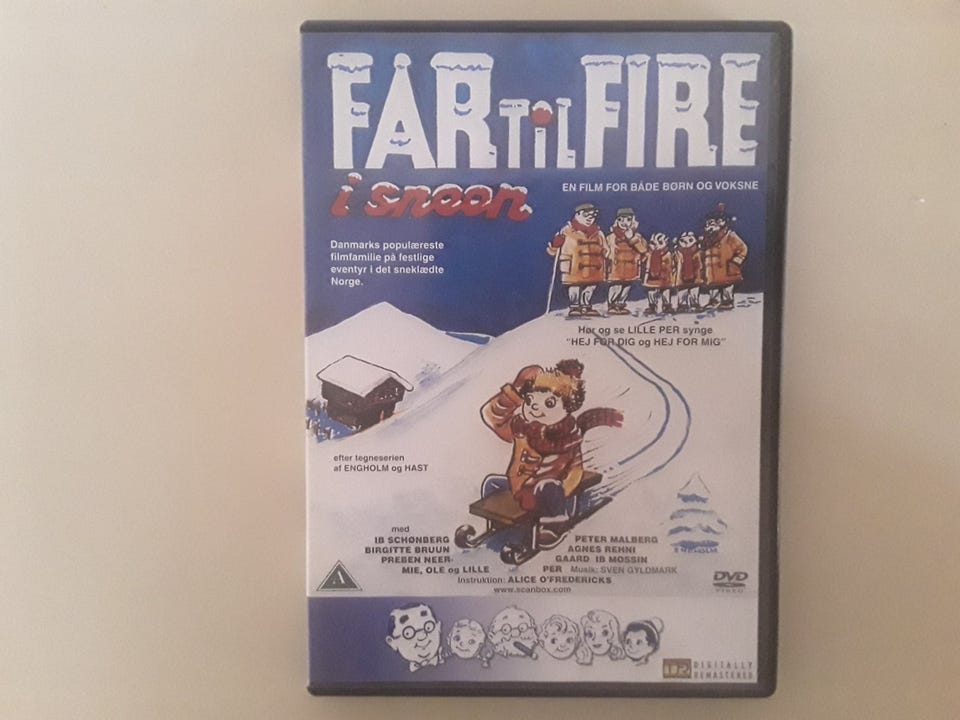 FAR TIL FIRE
i sneen
EN FILM FOR BÅDE BØRN OG VOKSNE
Danmarks populæreste
filmfamilie på festlige
eventyr i det sneklædte
Norge.
Hør og se LILLE PER synge
"HEJ FOR DIG og HEJ FOR MIG"
efter tegneserien
af ENGHOLM og HAST
ENGHOLM
med
IB SCHØNBERG PETER MALBERG
BIRGITTE BRUUN AGNES REHNI
PREBEN NEER- GAARD IB MOSSIN
MIE, OLE og LILLE PER Musik: SVEN GYLDMARK
Instruktion: ALICE O'FREDERICKS
www.scanbox.com
A
DVD
VIDEO
DIGITALLY
REMASTERED